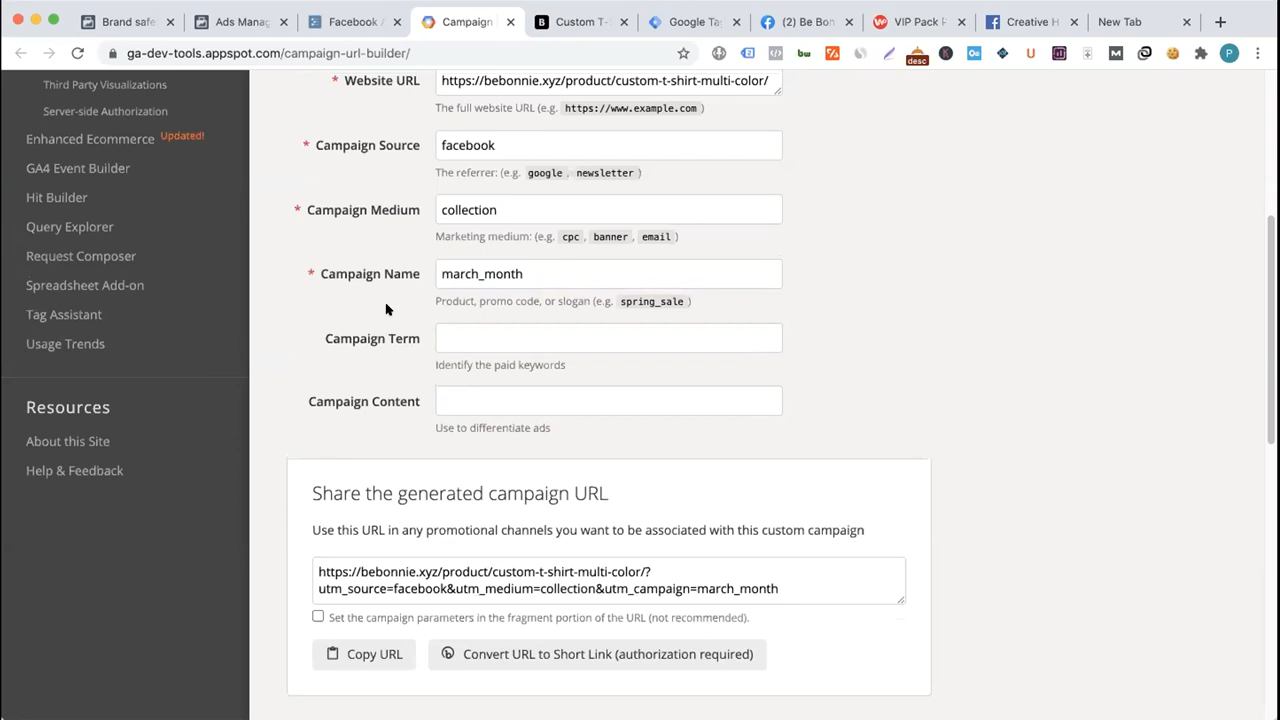 Brand safe
Ads Manag
Facebook A
Campaign
Custom T-S
Google Tag
(2) Be Bon
VIP Pack P
Creative H
New Tab
ga-dev-tools.appspot.com/campaign-url-builder/
desc
P
Third Party Visualizations
Server-side Authorization
Enhanced Ecommerce Updated!
GA4 Event Builder
Hit Builder
Query Explorer
Request Composer
Spreadsheet Add-on
Tag Assistant
Usage Trends
Resources
About this Site
Help & Feedback
* Website URL https://bebonnie.xyz/product/custom-t-shirt-multi-color/
The full website URL (e.g. https://www.example.com )
* Campaign Source facebook
The referrer: (e.g. google , newsletter )
* Campaign Medium collection
Marketing medium: (e.g. cpc , banner , email )
* Campaign Name march_month
Product, promo code, or slogan (e.g. spring_sale )
Campaign Term
Identify the paid keywords
Campaign Content
Use to differentiate ads
Share the generated campaign URL
Use this URL in any promotional channels you want to be associated with this custom campaign
https://bebonnie.xyz/product/custom-t-shirt-multi-color/?
utm_source=facebook&utm_medium=collection&utm_campaign=march_month
Set the campaign parameters in the fragment portion of the URL (not recommended).
Copy URL
Convert URL to Short Link (authorization required)